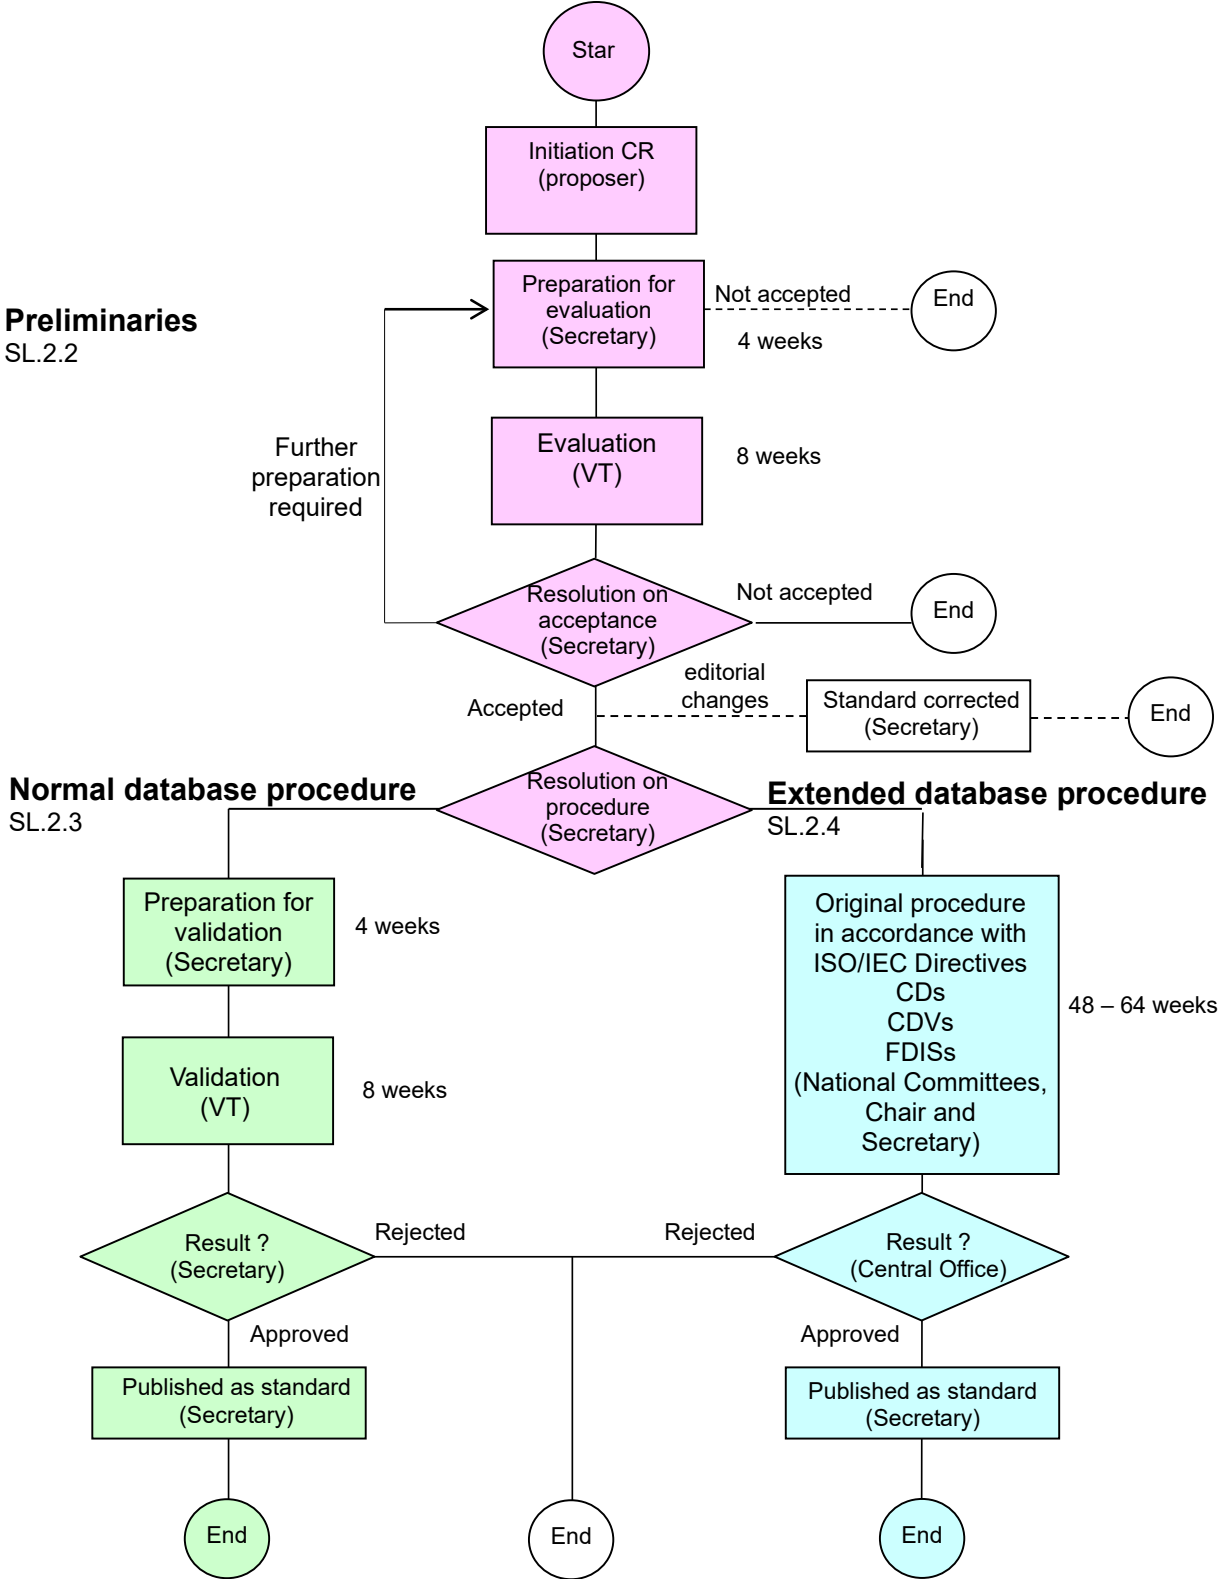 Star
Initiation CR
(proposer)
Preparation for
evaluation
(Secretary)
Not accepted
4 weeks
End
Preliminaries
SL.2.2
Further
preparation
required
Evaluation
(VT)
8 weeks
Resolution on
acceptance
(Secretary)
Not accepted
End
Accepted
editorial
changes
Standard corrected
(Secretary)
End
Normal database procedure
SL.2.3
Resolution on
procedure
(Secretary)
Extended database procedure
SL.2.4
Preparation for
validation
(Secretary)
4 weeks
Validation
(VT)
8 weeks
Original procedure
in accordance with
ISO/IEC Directives
CDs
CDVs
FDISs
(National Committees,
Chair and
Secretary)
48 – 64 weeks
Result ?
(Secretary)
Rejected
Rejected
Result ?
(Central Office)
Approved
Approved
Published as standard
(Secretary)
Published as standard
(Secretary)
End
End
End